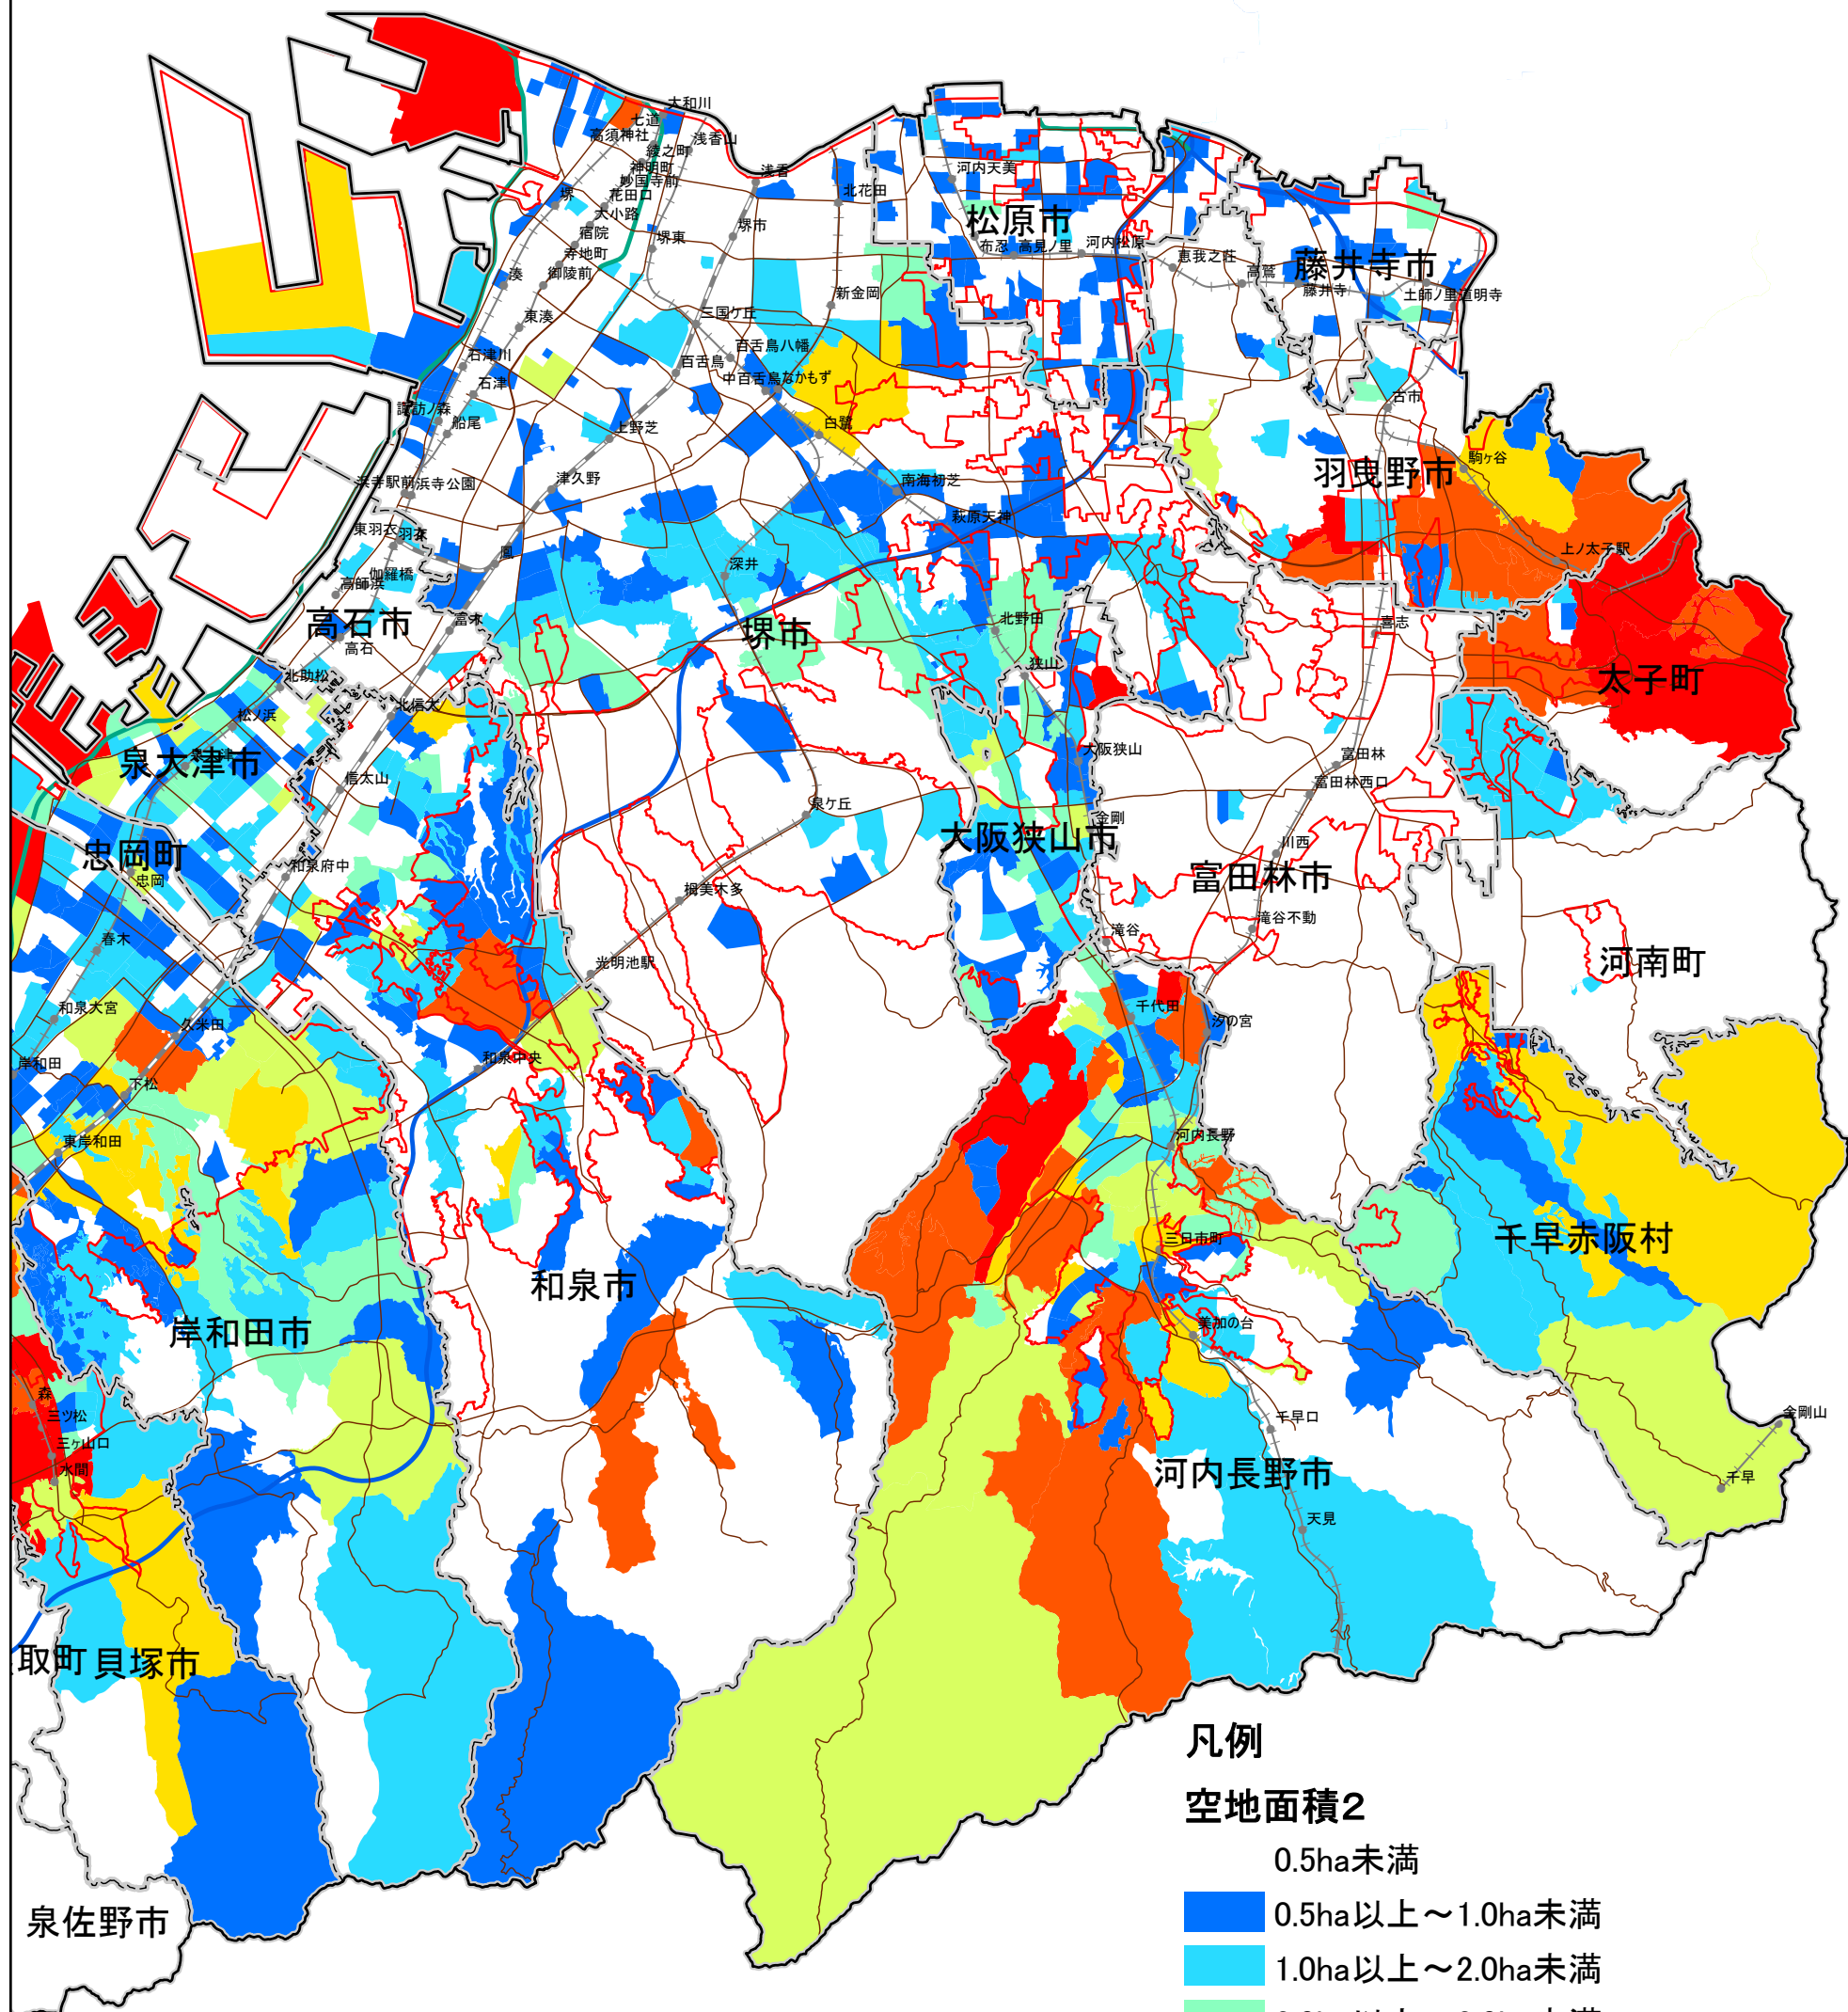 大和川
七道
高須神社
浅香山
綾之町
神明町
妙国寺前
浅香
堺
花田口
北花田
大小路
宿院
堺東
堺市
寺地町
湊
御陵前
新金岡
東湊
三国ケ丘
石津川
百舌鳥八幡
百舌鳥
中百舌鳥なかもず
石津
諏訪ノ森
船尾
上野芝
白鷺
河内天美
松原市
布忍
高見ノ里
河内松原
恵我之荘
高鷲
藤井寺市
藤井寺
土師ノ里
道明寺
古市
羽曳野市
駒ヶ谷
上ノ太子駅
浜寺駅前
浜寺公園
津久野
南海初芝
萩原天神
東羽衣
羽衣
鳳
深井
伽羅橋
高師浜
高石市
高石
富木
堺市
北野田
狭山
喜志
太子町
北助松
松ノ浜
北信太
泉大津市
信太山
大阪狭山
富田林
富田林西口
泉ケ丘
金剛
大阪狭山市
川西
富田林市
忠岡町
忠岡
和泉府中
栂美木多
滝谷不動
滝谷
春木
光明池駅
河南町
和泉大宮
久米田
千代田
汐の宮
岸和田
和泉中央
下松
東岸和田
河内長野
三日市町
千早赤阪村
和泉市
岸和田市
美加の台
森
三ツ松
三ヶ山口
水間
千早口
金剛山
河内長野市
千早
天見
取町
貝塚市
泉佐野市
凡例
空地面積2
0.5ha未満
0.5ha以上～1.0ha未満
1.0ha以上～2.0ha未満